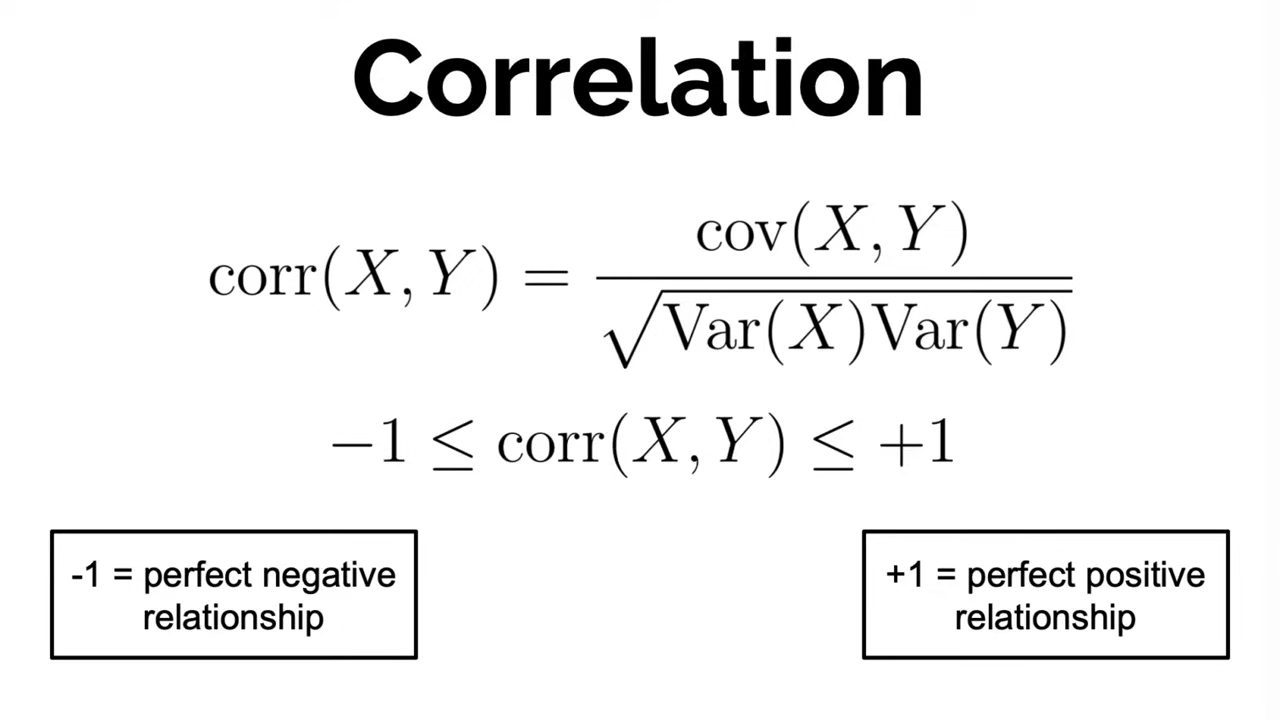 Correlation
corr(X, Y) = cov(X, Y) / √Var(X)Var(Y)
−1 ≤ corr(X, Y) ≤ +1
-1 = perfect negative
relationship
+1 = perfect positive
relationship